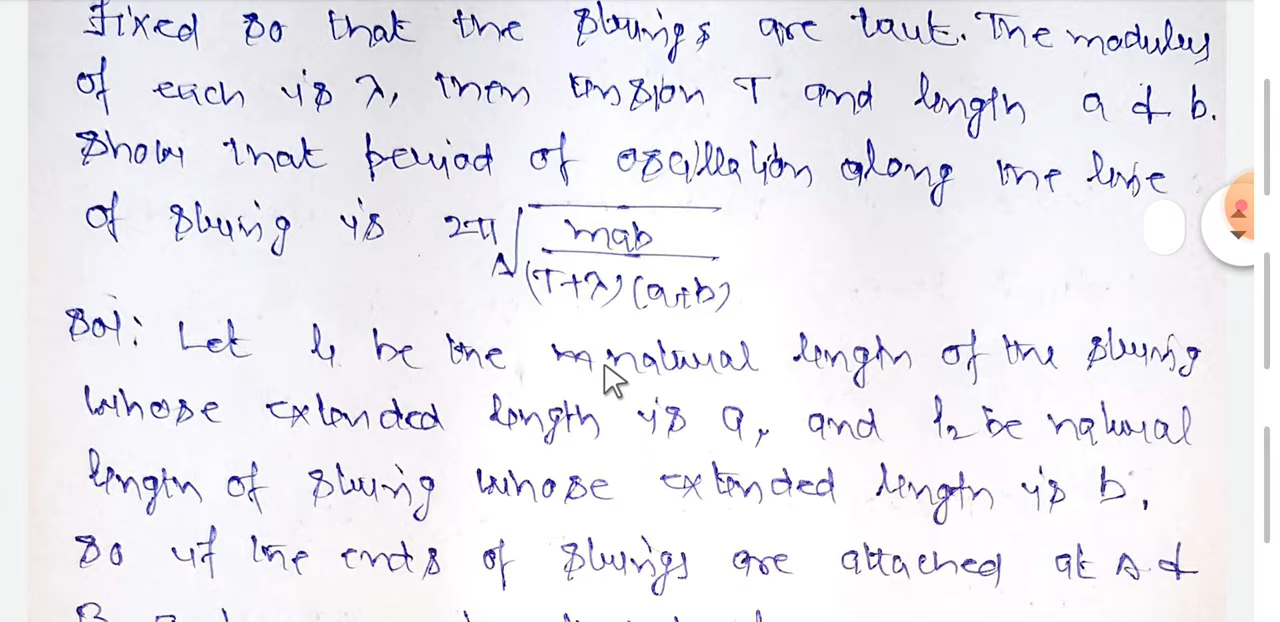 Fixed so that the strings are taut. The modulus
of each is λ, then tension T and length a & b.
Show that period of oscillation along the line
of string is 2π √(mab / (T+λ)(a+b))
Sol: Let l₁ be the natural length of the string
whose extended length is a, and l₂ be natural
length of string whose extended length is b,
so if the ends of strings are attached at A &